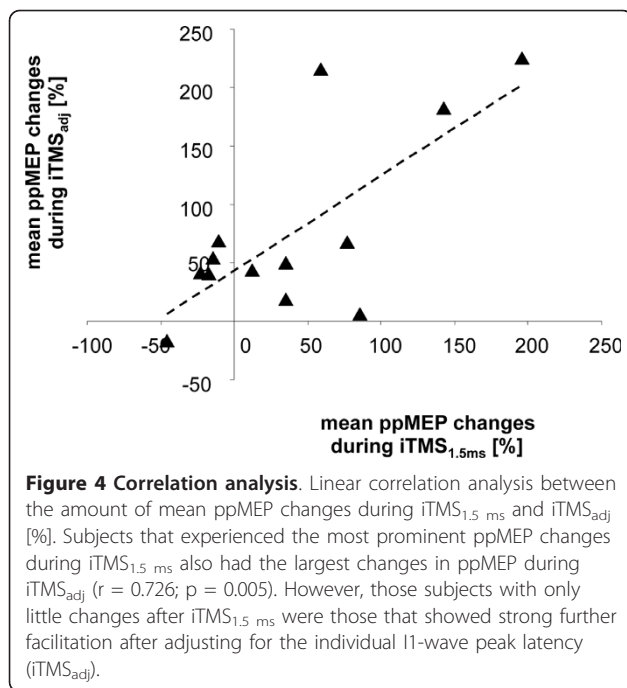 250
200
150
100
50
-100
-50
0
50
100
150
200
250
-50
mean ppMEP changes
during iTMSadj [%]
mean ppMEP changes
during iTMS1.5ms [%]
Figure 4 Correlation analysis. Linear correlation analysis between
the amount of mean ppMEP changes during iTMS1.5 ms and iTMSadj
[%]. Subjects that experienced the most prominent ppMEP changes
during iTMS1.5 ms also had the largest changes in ppMEP during
iTMSadj (r = 0.726; p = 0.005). However, those subjects with only
little changes after iTMS1.5 ms were those that showed strong further
facilitation after adjusting for the individual I1-wave peak latency
(iTMSadj).